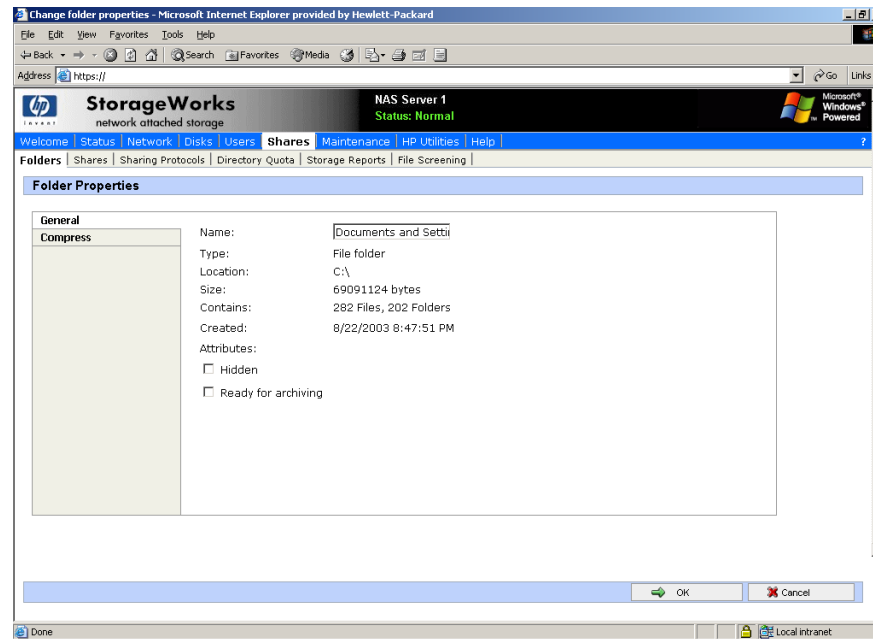 Change folder properties - Microsoft Internet Explorer provided by Hewlett-Packard
File Edit View Favorites Tools Help
Back Search Favorites Media
Address https:// Go Links
hp invent
StorageWorks
network attached storage
NAS Server 1
Status: Normal
Microsoft® Windows® Powered
Welcome Status Network Disks Users Shares Maintenance HP Utilities Help ?
Folders Shares Sharing Protocols Directory Quota Storage Reports File Screening
Folder Properties
General
Compress
Name: Documents and Setti
Type: File folder
Location: C:\
Size: 69091124 bytes
Contains: 282 Files, 202 Folders
Created: 8/22/2003 8:47:51 PM
Attributes:
Hidden
Ready for archiving
OK Cancel
Done Local intranet